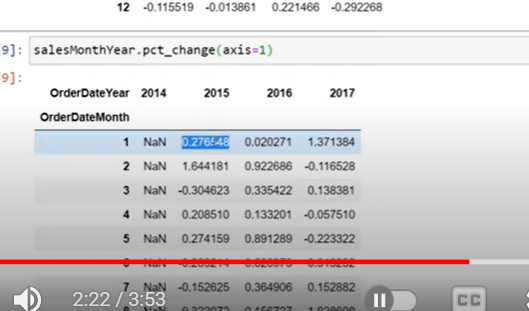 12 -0.115519 -0.013861 0.221466 -0.292268
[9]: salesMonthYear.pct_change(axis=1)
[9]:
OrderDateYear 2014 2015 2016 2017
OrderDateMonth
1 NaN 0.276548 0.020271 1.371384
2 NaN 1.644181 0.922686 -0.116528
3 NaN -0.304623 0.335422 0.138381
4 NaN 0.208510 0.133201 -0.057510
5 NaN 0.274159 0.891289 -0.223322
7 NaN -0.152625 0.364906 0.152882
2:22 / 3:53
CC